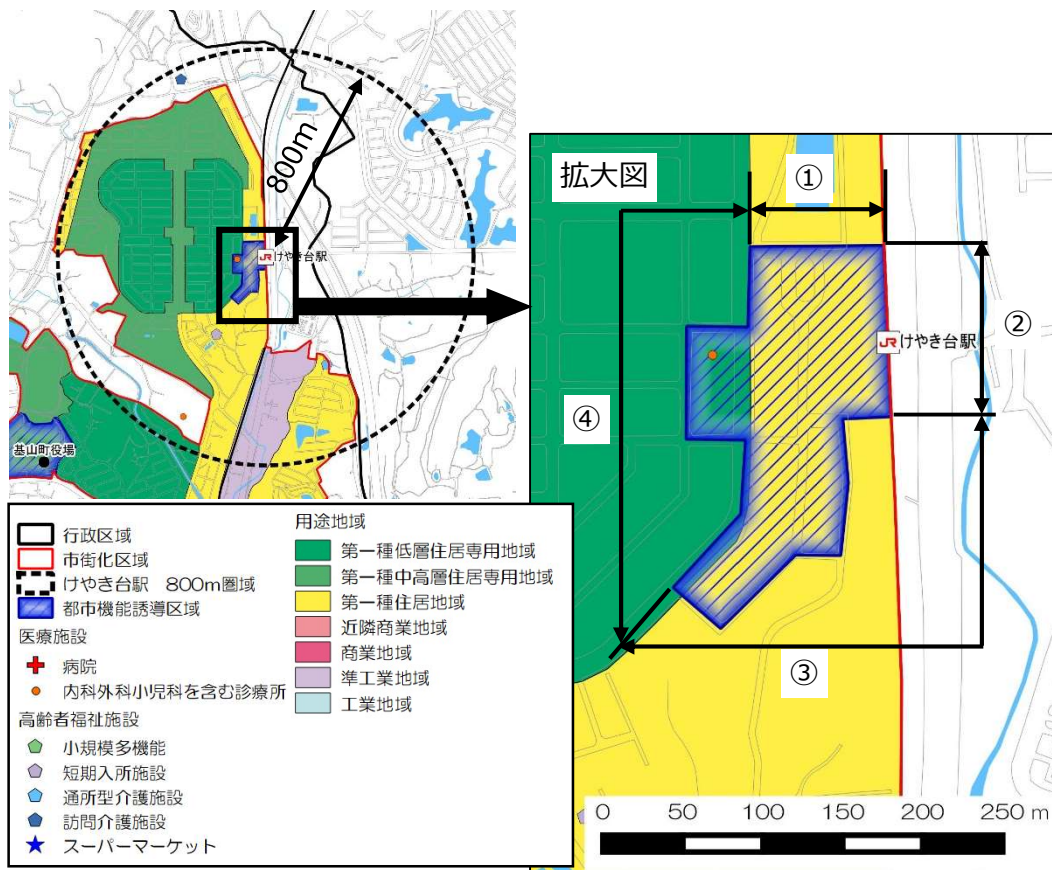 800m
JRけやき台駅
基山町役場
拡大図
①
②
③
④
JRけやき台駅
0 50 100 150 200 250 m
行政区域
市街化区域
けやき台駅 800m圏域
都市機能誘導区域
医療施設
病院
内科外科小児科を含む診療所
高齢者福祉施設
小規模多機能
短期入所施設
通所型介護施設
訪問介護施設
スーパーマーケット
用途地域
第一種低層住居専用地域
第一種中高層住居専用地域
第一種住居地域
近隣商業地域
商業地域
準工業地域
工業地域